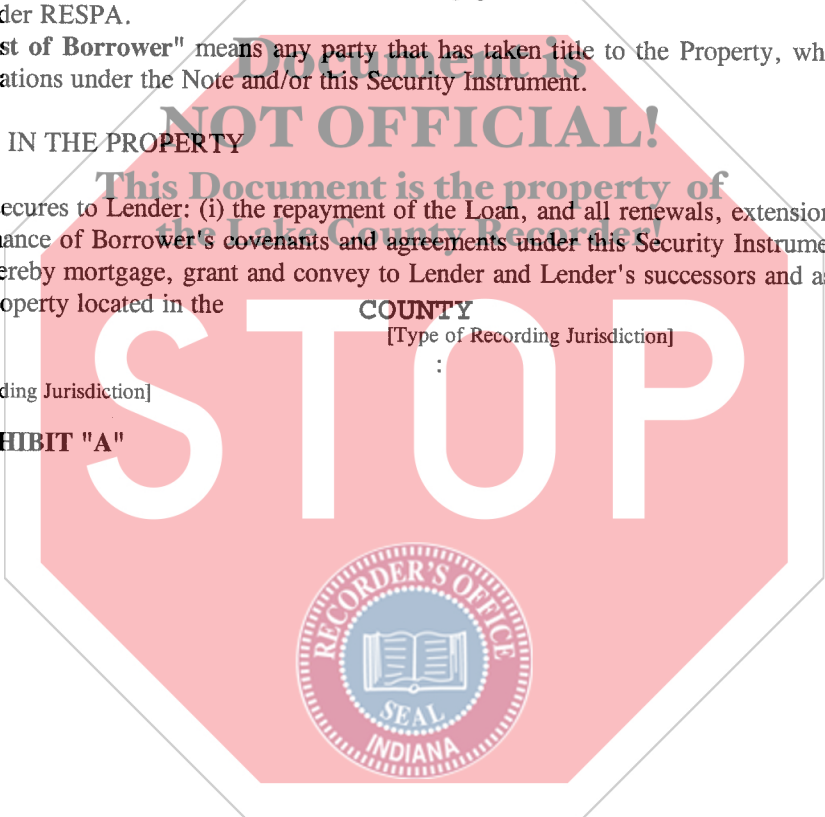 der RESPA.
st of Borrower" means any party that has taken title to the Property, wh
Document is
ations under the Note and/or this Security Instrument.
NOT OFFICIAL!
IN THE PROPERTY
This Document is the property of
ecures to Lender: (i) the repayment of the Loan, and all renewals, extension
the Lake County Recorder!
ance of Borrower's covenants and agreements under this Security Instrume
ereby mortgage, grant and convey to Lender and Lender's successors and as
operty located in the COUNTY
[Type of Recording Jurisdiction]
:
ding Jurisdiction]
HIBIT "A"
STOP
RECORDER'S OFFICE
SEAL
INDIANA